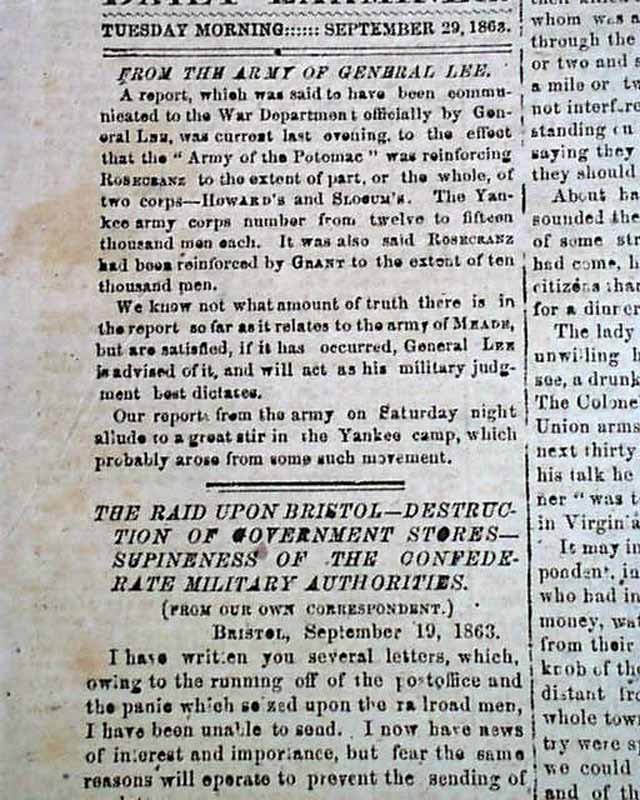 DAILY EXAMINER.
TUESDAY MORNING:::::: SEPTEMBER 29, 1863.
FROM THE ARMY OF GENERAL LEE.
A report, which was said to have been commu-
nicated to the War Department officially by Gen-
eral LEE, was current last evening, to the effect
that the "Army of the Potomac" was reinforcing
ROSECRANZ to the extent of part, or the whole, of
two corps—HOWARD'S and SLOCUM'S. The Yan-
kee army corps number from twelve to fifteen
thousand men each. It was also said ROSECRANZ
had been reinforced by GRANT to the extent of ten
thousand men.
We know not what amount of truth there is in
the report so far as it relates to the army of MEADE,
but are satisfied, if it has occurred, General LEE
is advised of it, and will act as his military judg-
ment best dictates.
Our reports from the army on Saturday night
allude to a great stir in the Yankee camp, which
probably arose from some such movement.
THE RAID UPON BRISTOL—DESTRUC-
TION OF GOVERNMENT STORES—
SUPINENESS OF THE CONFEDE-
RATE MILITARY AUTHORITIES.
(FROM OUR OWN CORRESPONDENT.)
BRISTOL, September 19, 1863.
I have written you several letters, which,
owing to the running off of the postoffice and
the panic which seized upon the railroad men,
I have been unable to send. I now have news
of interest and importance, but fear the same
reasons will operate to prevent the sending of
whom was
through the
or two and
a mile or tw
not interfere
standing on
saying they
they should
About ha
sounded the
of some str
had come, h
citizens than
for a dinner
The lady
unwilling h
see, a drunk
The Colonel
Union arms
next thirty
his talk he
ner "was t
in Virginia
It may in
pondent, in
who had in
money, wat
from their
knob of the
distant fro
whole town
try were s
we could
and of the